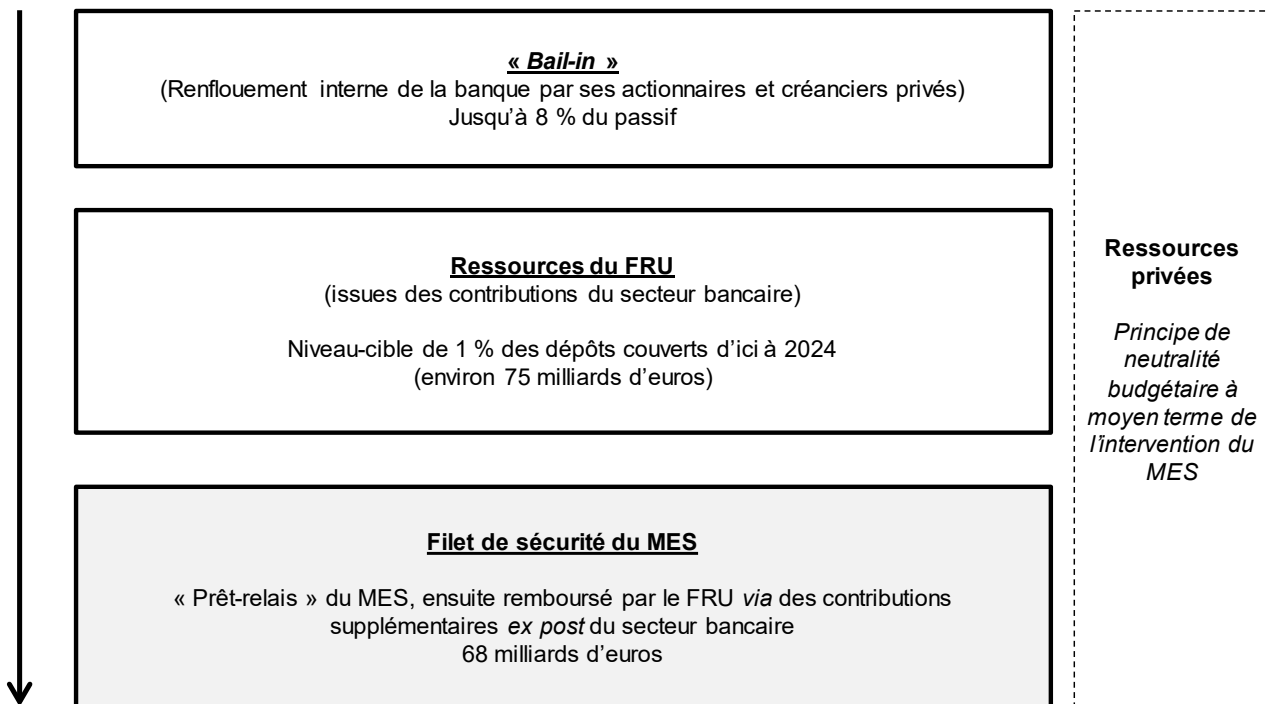 « Bail-in »
(Renflouement interne de la banque par ses actionnaires et créanciers privés)
Jusqu’à 8 % du passif
Ressources du FRU
(issues des contributions du secteur bancaire)
Niveau-cible de 1 % des dépôts couverts d’ici à 2024
(environ 75 milliards d’euros)
Filet de sécurité du MES
« Prêt-relais » du MES, ensuite remboursé par le FRU via des contributions
supplémentaires ex post du secteur bancaire
68 milliards d’euros
Ressources
privées
Principe de
neutralité
budgétaire à
moyen terme de
l’intervention du
MES